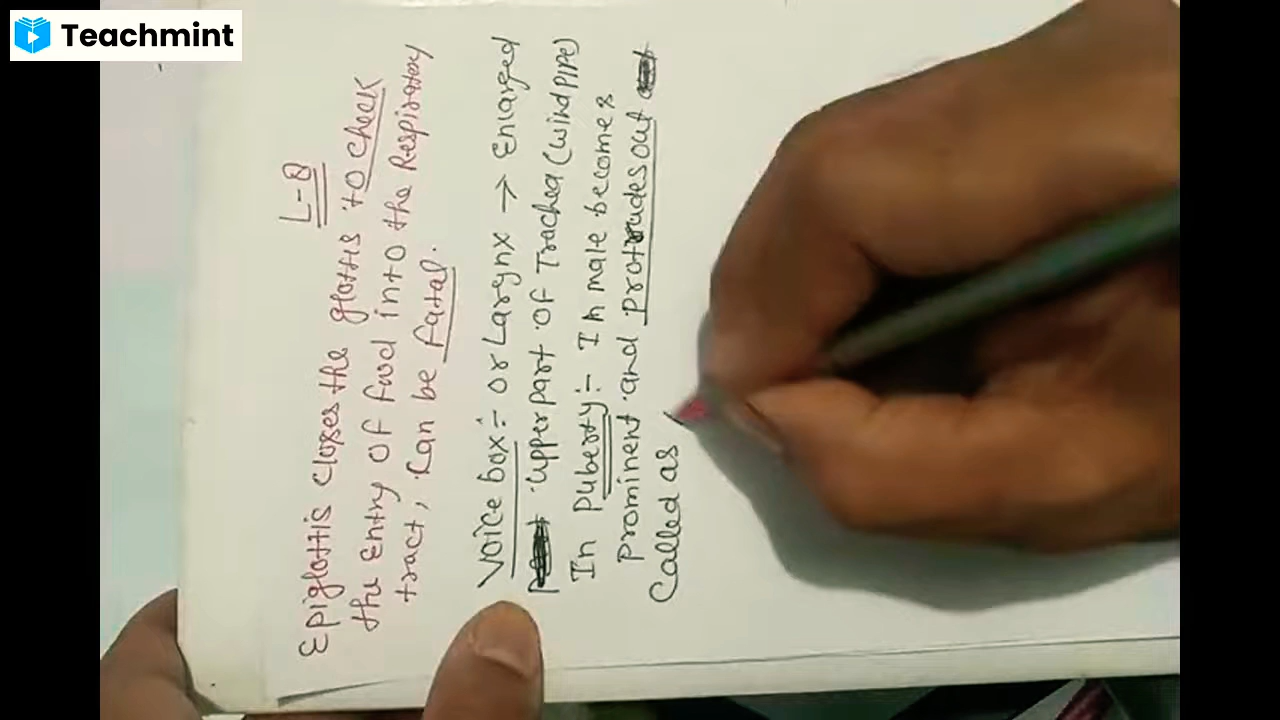 Teachmint
L-8
Epiglottis closes the glottis to check
the Entry of food into the Respiratory
tract, can be fatal.
Voice box:- or Larynx → Enlarged
upper part of Trachea (wind PIPE)
In puberty:- In male becomes
prominent and protrudes out
Called as